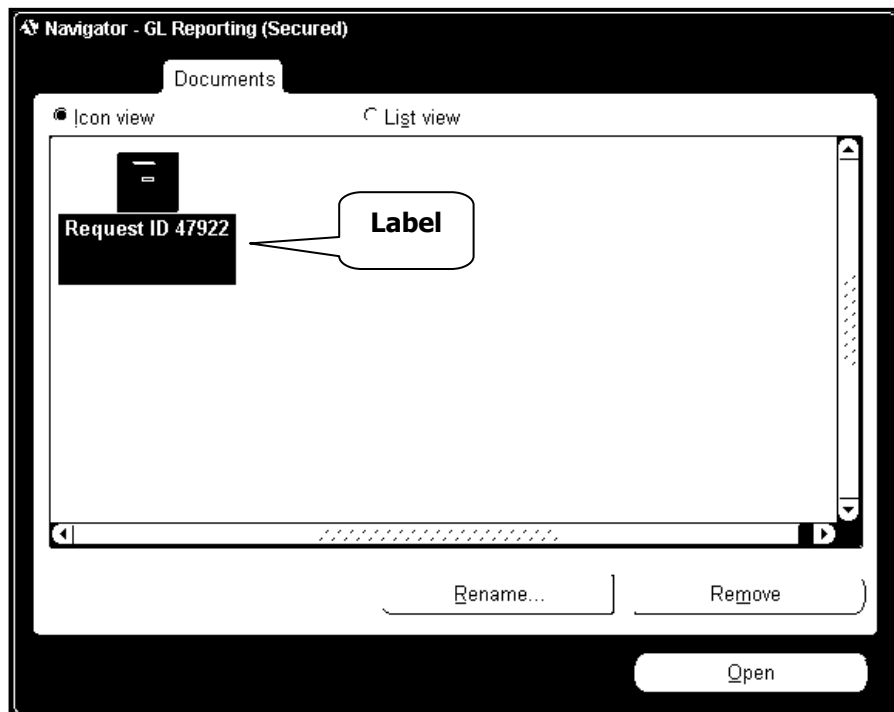 Navigator - GL Reporting (Secured)
Documents
Icon view
List view
Request ID 47922
Label
Rename...
Remove
Open